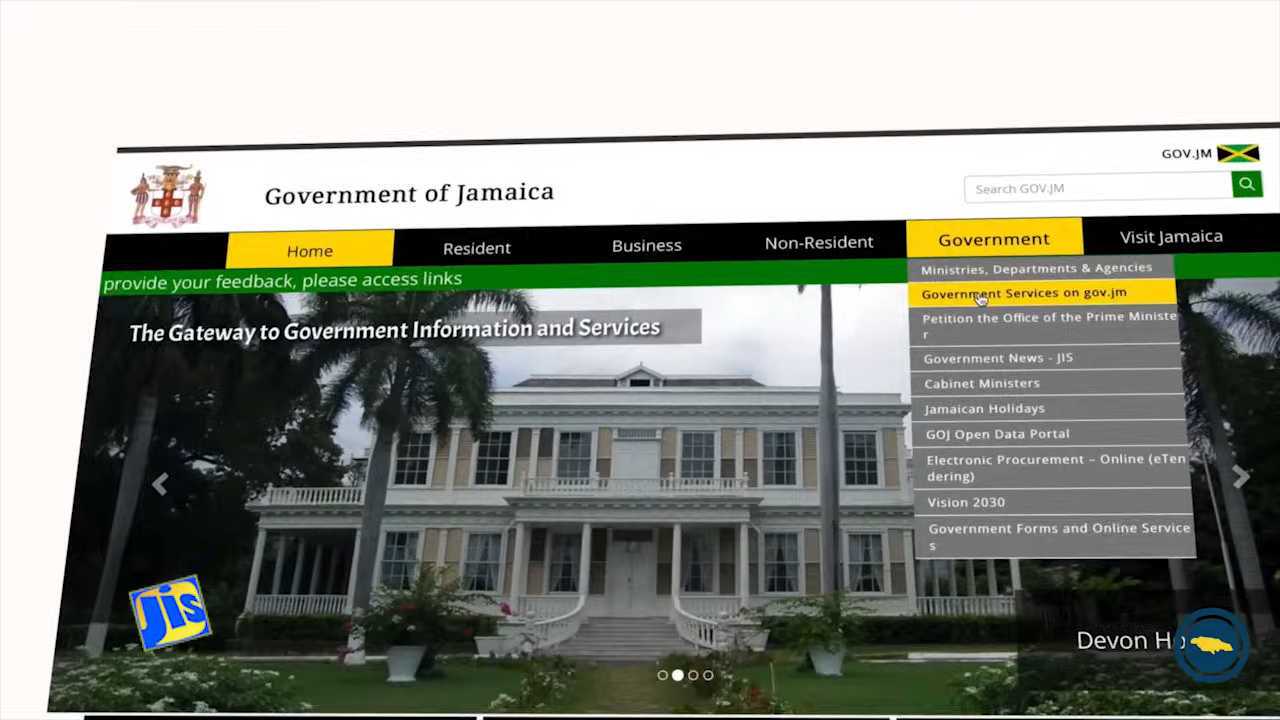 GOV.JM
Government of Jamaica
Search GOV.JM
Home
Resident
Business
Non-Resident
Government
Visit Jamaica
provide your feedback, please access links
Ministries, Departments & Agencies
Government Services on gov.jm
Petition the Office of the Prime Ministe
r
Government News - JIS
Cabinet Ministers
Jamaican Holidays
GOJ Open Data Portal
Electronic Procurement – Online (eTen
dering)
Vision 2030
Government Forms and Online Service
s
The Gateway to Government Information and Services
JIS
Devon Ho